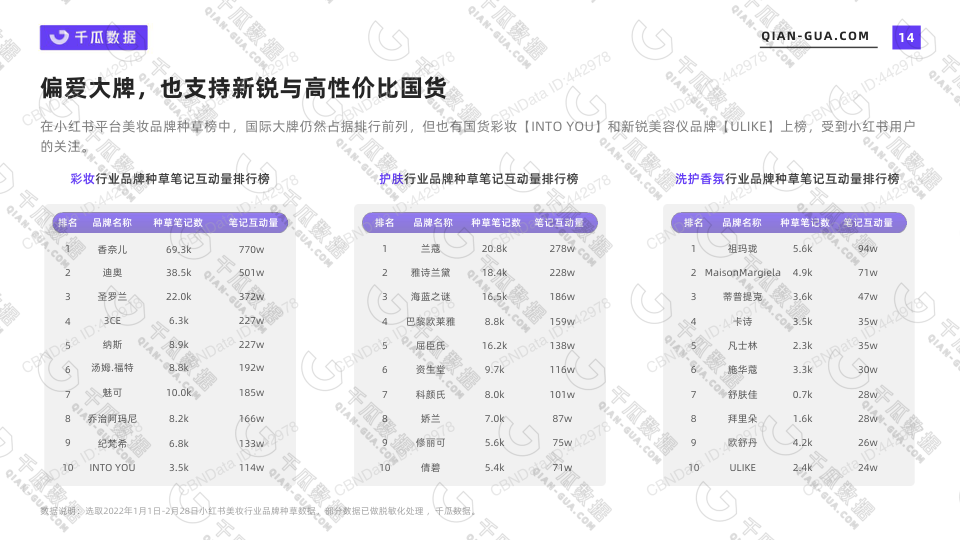 千瓜数据
QIAN-GUA.COM
14
偏爱大牌，也支持新锐与高性价比国货
在小红书平台美妆品牌种草榜中，国际大牌仍然占据排行前列，但也有国货彩妆【INTO YOU】和新锐美容仪品牌【ULIKE】上榜，受到小红书用户
的关注。
彩妆行业品牌种草笔记互动量排行榜
排名 品牌名称 种草笔记数 笔记互动量
1 香奈儿 69.3k 770w
2 迪奥 38.5k 501w
3 圣罗兰 22.0k 372w
4 3CE 6.3k 227w
5 纳斯 8.9k 227w
6 汤姆.福特 8.8k 192w
7 魅可 10.0k 185w
8 乔治阿玛尼 8.2k 166w
9 纪梵希 6.8k 133w
10 INTO YOU 3.5k 114w
护肤行业品牌种草笔记互动量排行榜
排名 品牌名称 种草笔记数 笔记互动量
1 兰蔻 20.8k 278w
2 雅诗兰黛 18.4k 228w
3 海蓝之谜 16.5k 186w
4 巴黎欧莱雅 8.8k 159w
5 屈臣氏 16.2k 138w
6 资生堂 9.7k 116w
7 科颜氏 8.0k 101w
8 娇兰 7.0k 87w
9 修丽可 5.6k 75w
10 倩碧 5.4k 71w
洗护香氛行业品牌种草笔记互动量排行榜
排名 品牌名称 种草笔记数 笔记互动量
1 祖玛珑 5.6k 94w
2 MaisonMargiela 4.9k 71w
3 蒂普提克 3.6k 47w
4 卡诗 3.5k 35w
5 凡士林 2.3k 35w
6 施华蔻 3.3k 30w
7 舒肤佳 0.7k 28w
8 拜里朵 1.6k 28w
9 欧舒丹 4.2k 26w
10 ULIKE 2.4k 24w
数据说明：选取2022年1月1日-2月28日小红书美妆行业品牌种草数据。部分数据已做脱敏化处理，千瓜数据。
千瓜数据
QIAN-GUA.COM
CBNData ID:442978